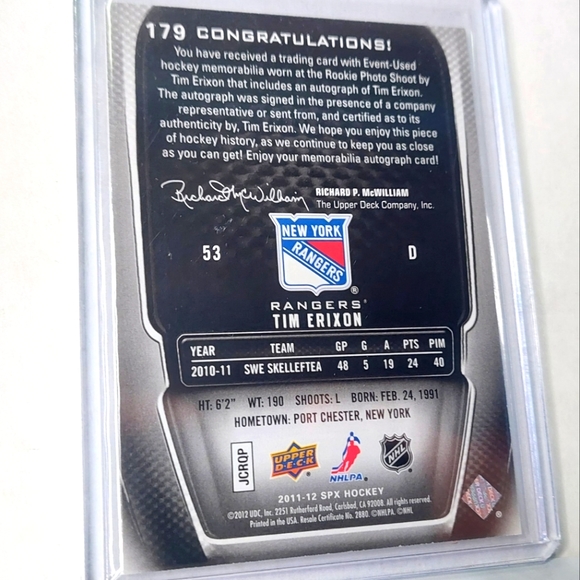 179 CONGRATULATIONS!
You have received a trading card with Event-Used
hockey memorabilia worn at the Rookie Photo Shoot by
Tim Erixon that includes an autograph of Tim Erixon.
The autograph was signed in the presence of a company
representative or sent from, and certified as to its
authenticity by, Tim Erixon. We hope you enjoy this piece
of hockey history, as we continue to keep you as close
as you can get! Enjoy your memorabilia autograph card!
Richard McWilliam
RICHARD P. McWILLIAM
The Upper Deck Company, Inc.
53
NEW YORK
RANGERS
®
D
RANGERS®
TIM ERIXON
YEAR TEAM GP G A PTS PIM
2010-11 SWE SKELLEFTEA 48 5 19 24 40
HT: 6'2" WT: 190 SHOOTS: L BORN: FEB. 24, 1991
HOMETOWN: PORT CHESTER, NEW YORK
JCRQP
UPPER
DECK
NHLPA
NHL
2011-12 SPX HOCKEY
©2012 UDC, Inc. 2251 Rutherford Road, Carlsbad, CA 92008. All rights reserved.
Printed in the USA. Resale Certificate No. 2880. ©NHLPA. ©NHL